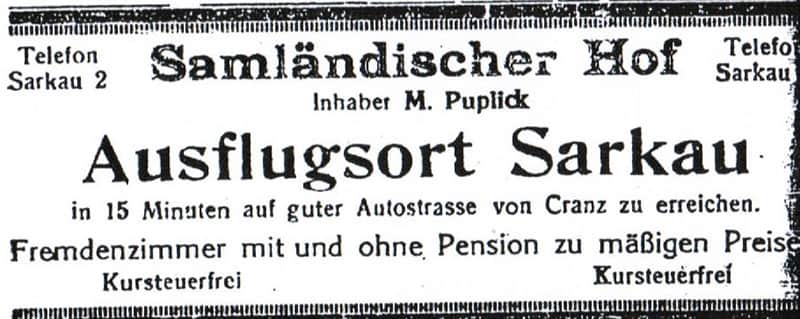 Telefon
Sarkau 2
Samländischer Hof
Telefo
Sarkau
Inhaber M. Puplick
Ausflugsort Sarkau
in 15 Minuten auf guter Autostrasse von Cranz zu erreichen.
Fremdenzimmer mit und ohne Pension zu mäßigen Preise
Kursteuerfrei
Kursteuerfrei